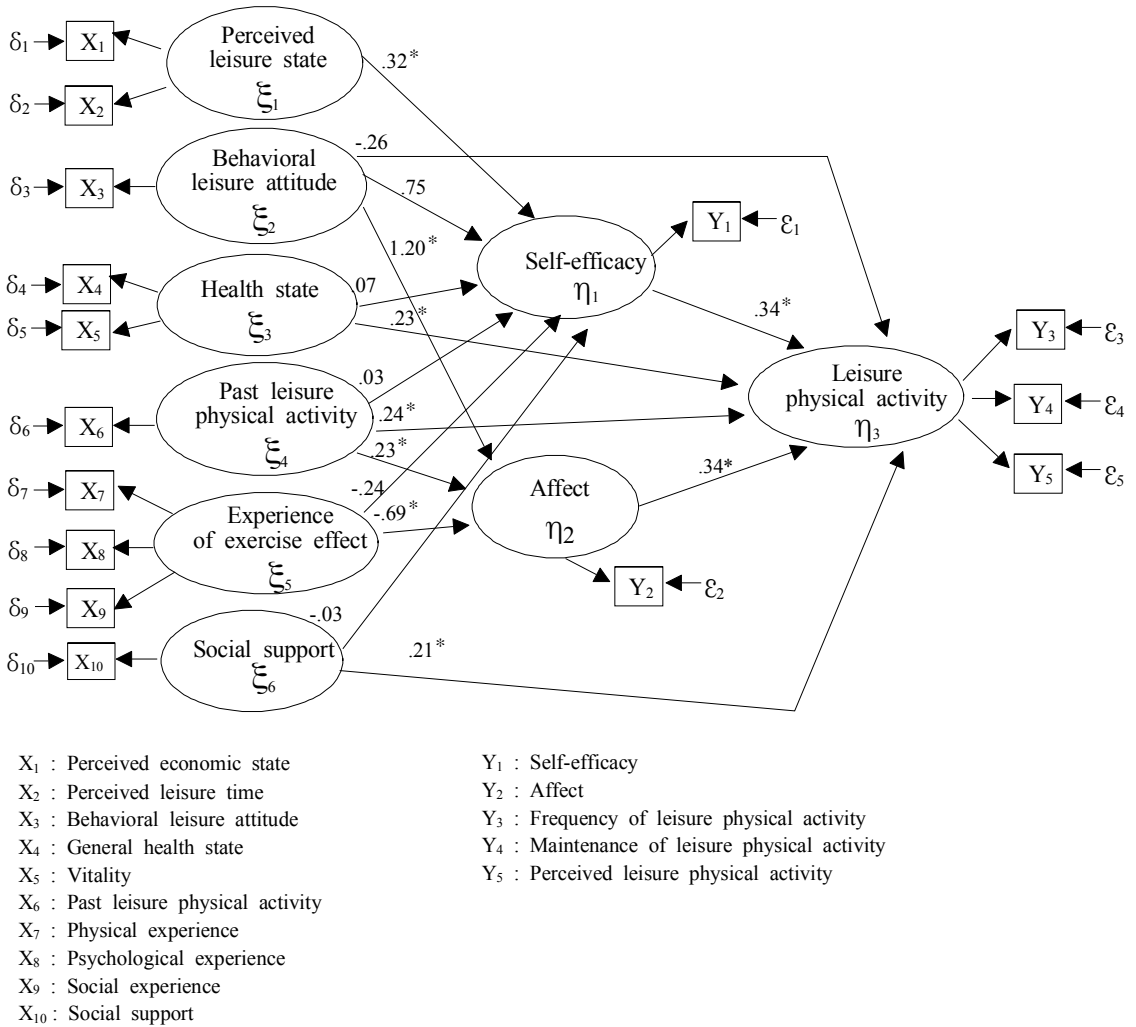 δ1
X1
Perceived
leisure state
ξ1
.32*
δ2
X2
Behavioral
leisure attitude
ξ2
-.26
.75
1.20*
δ3
X3
Self-efficacy
η1
Y1
ε1
δ4
X4
Health state
ξ3
.07
.23*
δ5
X5
.34*
Leisure
physical activity
η3
Y3
ε3
Y4
ε4
Y5
ε5
Past leisure
physical activity
ξ4
.03
.24*
.23*
δ6
X6
Affect
η2
.34*
Y2
ε2
δ7
X7
Experience
of exercise effect
ξ5
-.24
-.69*
δ8
X8
δ9
X9
Social support
ξ6
-.03
.21*
δ10
X10
X1 : Perceived economic state
X2 : Perceived leisure time
X3 : Behavioral leisure attitude
X4 : General health state
X5 : Vitality
X6 : Past leisure physical activity
X7 : Physical experience
X8 : Psychological experience
X9 : Social experience
X10 : Social support
Y1 : Self-efficacy
Y2 : Affect
Y3 : Frequency of leisure physical activity
Y4 : Maintenance of leisure physical activity
Y5 : Perceived leisure physical activity